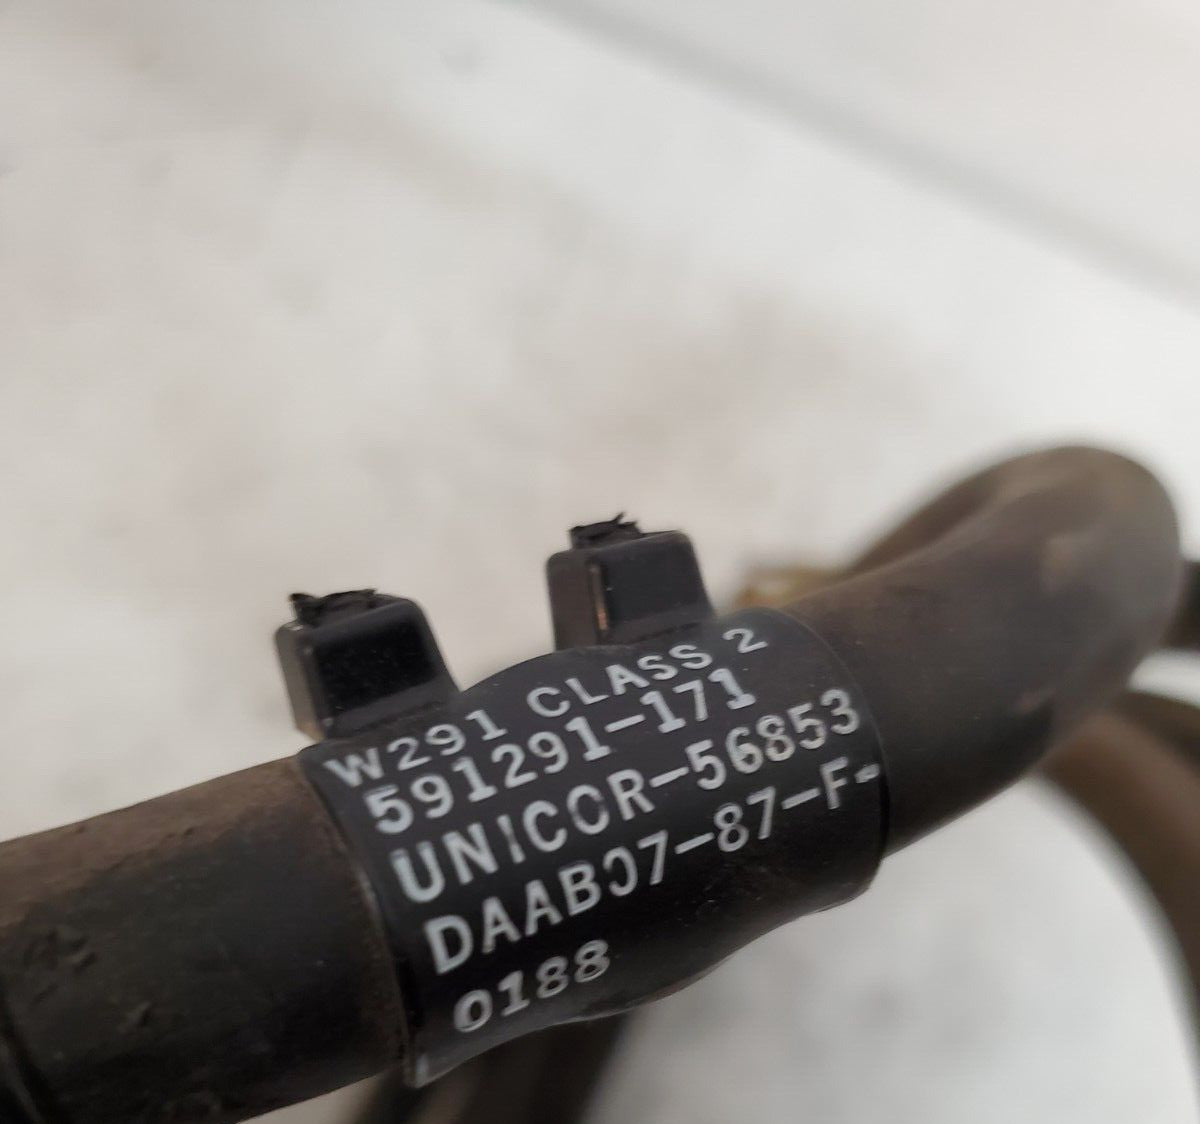 W291 CLASS 2
591291-171
UNICOR-56853
DAAB07-87-F-
0188